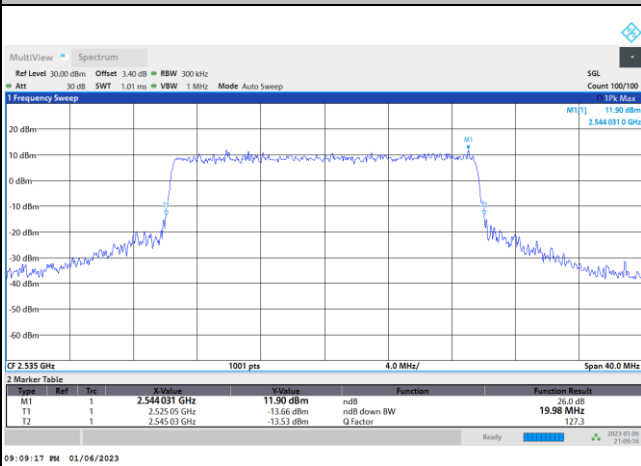 MultiView Spectrum
Ref Level 30.00 dBm Offset 3.40 dB RBW 300 kHz SGL
Att 30 dB SWT 1.01 ms VBW 1 MHz Mode Auto Sweep Count 100/100
1 Frequency Sweep 1Pk Max
M1[1] 11.90 dBm
2.544 031 0 GHz
M1
20 dBm
10 dBm
0 dBm
-10 dBm
-20 dBm
-30 dBm
-40 dBm
-50 dBm
-60 dBm
CF 2.535 GHz 1001 pts 4.0 MHz/ Span 40.0 MHz
2 Marker Table
Type Ref Trc X-Value Y-Value Function Function Result
M1 1 2.544 031 GHz 11.90 dBm ndB 26.0 dB
T1 1 2.525 05 GHz -13.66 dBm ndB down BW 19.98 MHz
T2 1 2.545 03 GHz -13.53 dBm Q Factor 127.3
Ready 2023-01-06
21:09:16
09:09:17 PM 01/06/2023